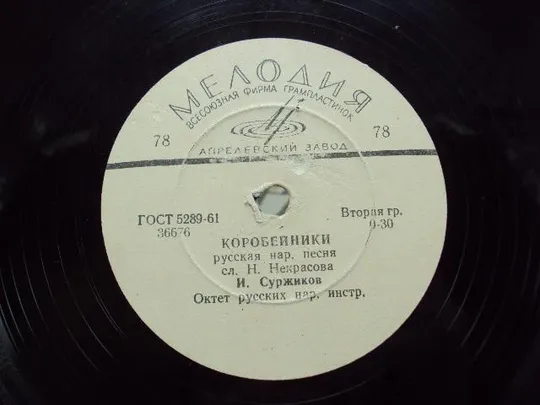 МЕЛОДИЯ
ВСЕСОЮЗНАЯ ФИРМА ГРАМПЛАСТИНОК
78
78
АПРЕЛЕВСКИЙ ЗАВОД
ГОСТ 5289-61
36676
Вторая гр.
0-30
КОРОБЕЙНИКИ
русская нар. песня
сл. Н. Некрасова
И. Суржиков
Октет русских нар. инстр.